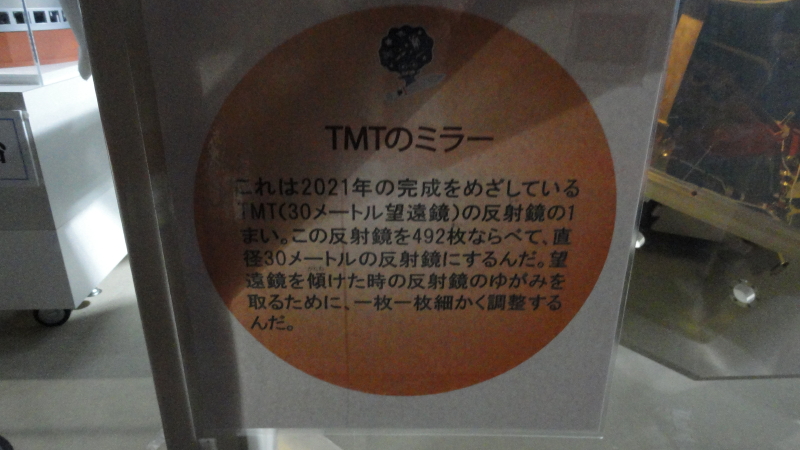 TMTのミラー
これは2021年の完成をめざしている
TMT(30メートル望遠鏡)の反射鏡の1
まい。この反射鏡を492枚ならべて、直
径30メートルの反射鏡にするんだ。望
遠鏡を傾けた時の反射鏡のゆがみを
取るために、一枚一枚細かく調整する
んだ。